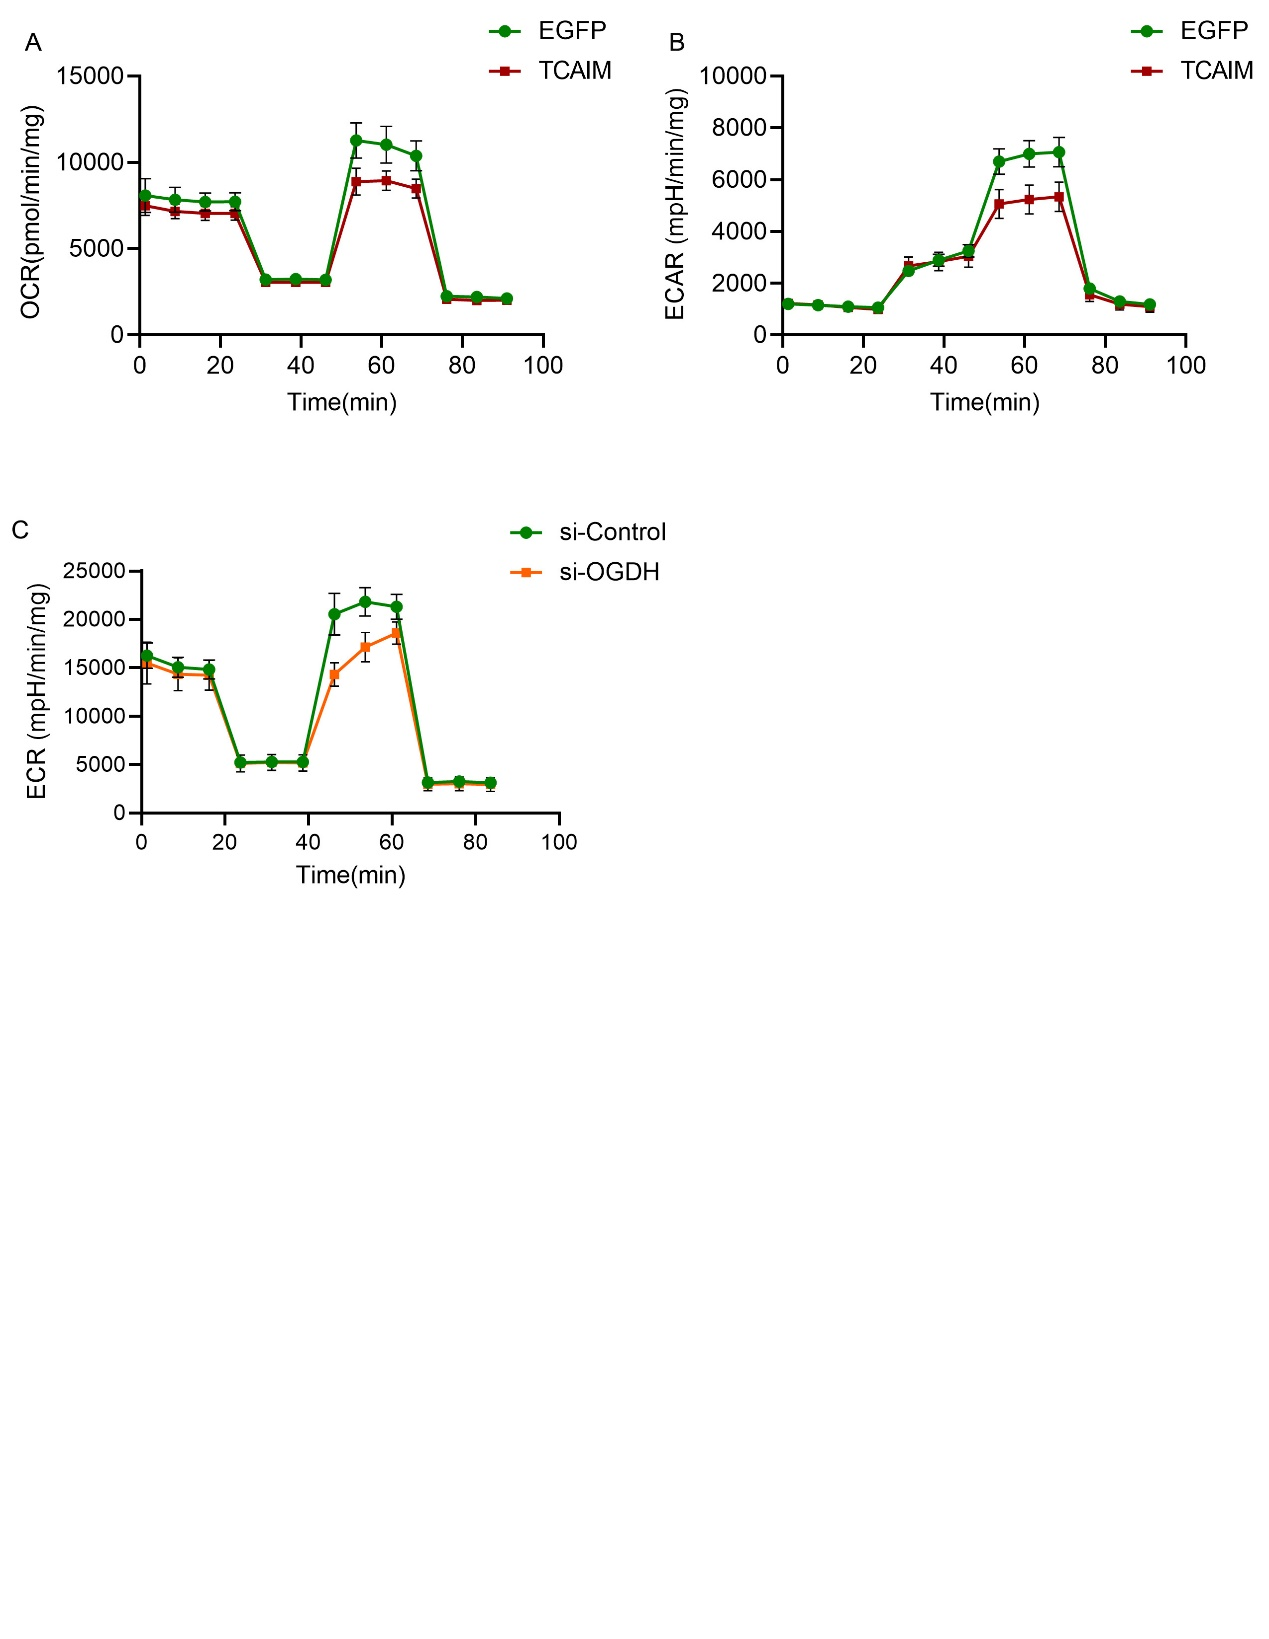 A
EGFP
TCAIM
15000
10000
5000
0
OCR(pmol/min/mg)
0 20 40 60 80 100
Time(min)
B
EGFP
TCAIM
10000
8000
6000
4000
2000
0
ECAR (mpH/min/mg)
0 20 40 60 80 100
Time(min)
C
si-Control
si-OGDH
25000
20000
15000
10000
5000
0
ECR (mpH/min/mg)
0 20 40 60 80 100
Time(min)